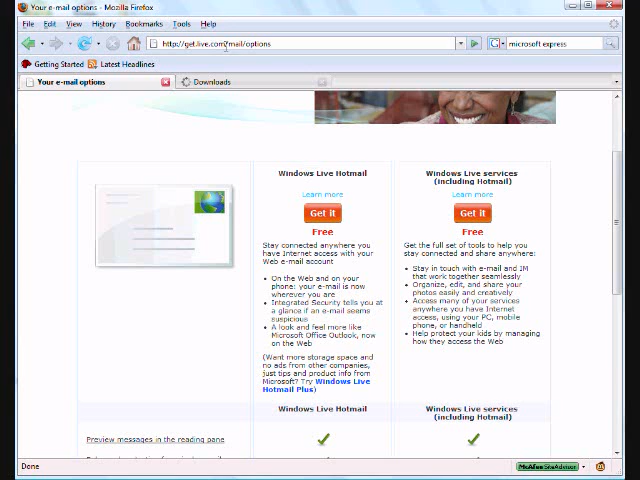 Your e-mail options - Mozilla Firefox
File Edit View History Bookmarks Tools Help
http://get.live.com/mail/options
microsoft express
Getting Started Latest Headlines
Your e-mail options Downloads
Windows Live Hotmail
Learn more
Get it
Free
Stay connected anywhere you
have Internet access with your
Web e-mail account
On the Web and on your
phone: your e-mail is now
wherever you are
Integrated Security tells you at
a glance if an e-mail seems
suspicious
A look and feel more like
Microsoft Office Outlook, now
on the Web
(Want more storage space and
no ads from other companies,
just tips and product info from
Microsoft? Try Windows Live
Hotmail Plus)
Windows Live services
(including Hotmail)
Learn more
Get it
Free
Get the full set of tools to help you
stay connected and share anywhere:
Stay in touch with e-mail and IM
that work together seamlessly
Organize, edit, and share your
photos easily and creatively
Access many of your services
anywhere you have Internet
access, using your PC, mobile
phone, or handheld
Help protect your kids by managing
how they access the Web
Windows Live Hotmail
Windows Live services
(including Hotmail)
Preview messages in the reading pane
Done
McAfee SiteAdvisor